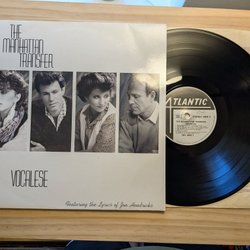 THE
MANHATTAN
TRANSFER
VOCALESE
Featuring the Lyrics of Jon Hendricks
ATLANTIC